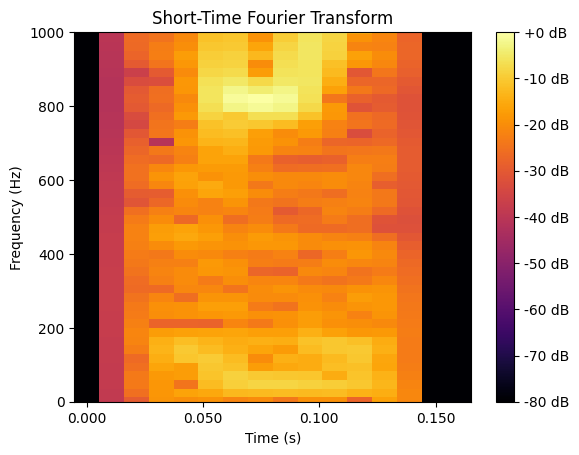 Short-Time Fourier Transform
Frequency (Hz)
1000
800
600
400
200
0
0.000
0.050
0.100
0.150
Time (s)
+0 dB
-10 dB
-20 dB
-30 dB
-40 dB
-50 dB
-60 dB
-70 dB
-80 dB